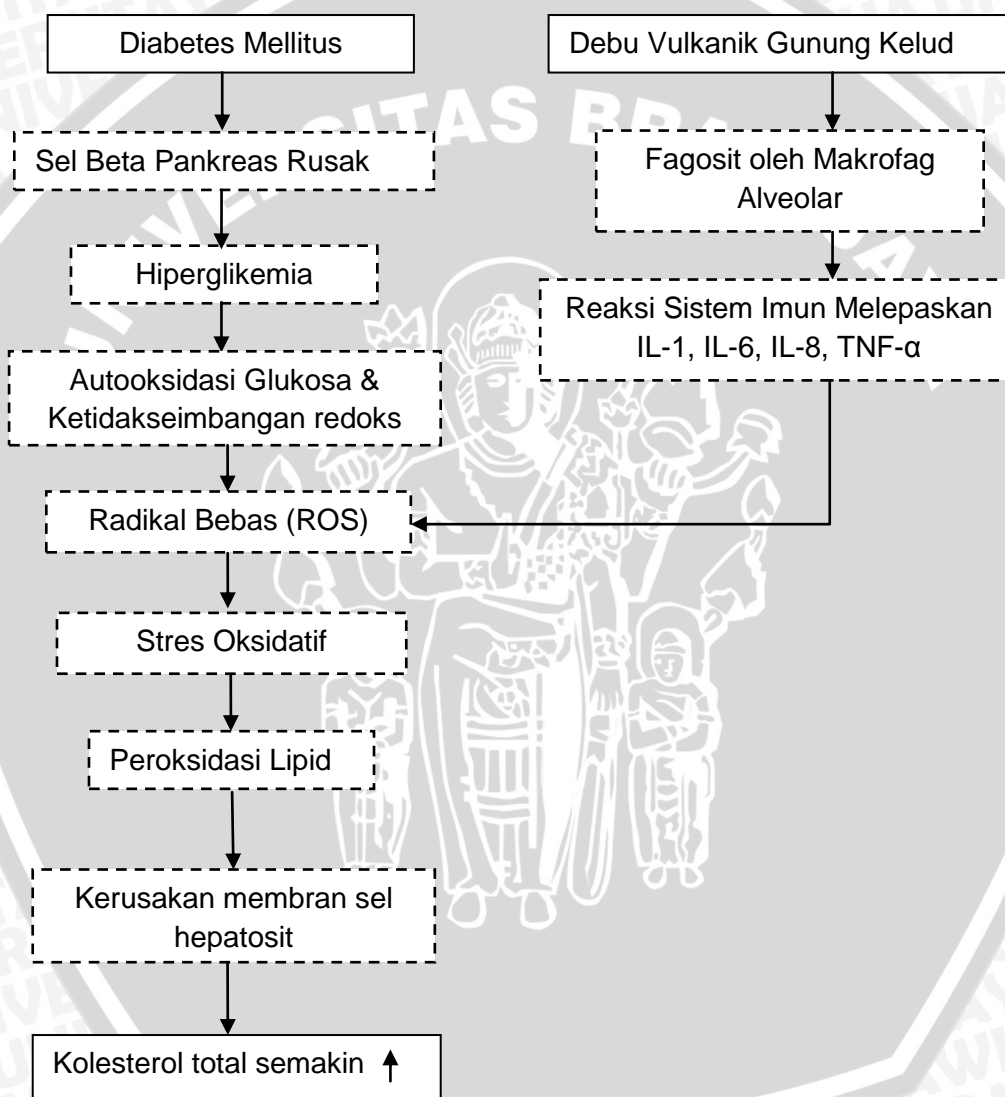 Diabetes Mellitus
Debu Vulkanik Gunung Kelud
Sel Beta Pankreas Rusak
Fagosit oleh Makrofag
Alveolar
Hiperglikemia
Reaksi Sistem Imun Melepaskan
IL-1, IL-6, IL-8, TNF-α
Autooksidasi Glukosa &
Ketidakseimbangan redoks
Radikal Bebas (ROS)
Stres Oksidatif
Peroksidasi Lipid
Kerusakan membran sel
hepatosit
Kolesterol total semakin ↑